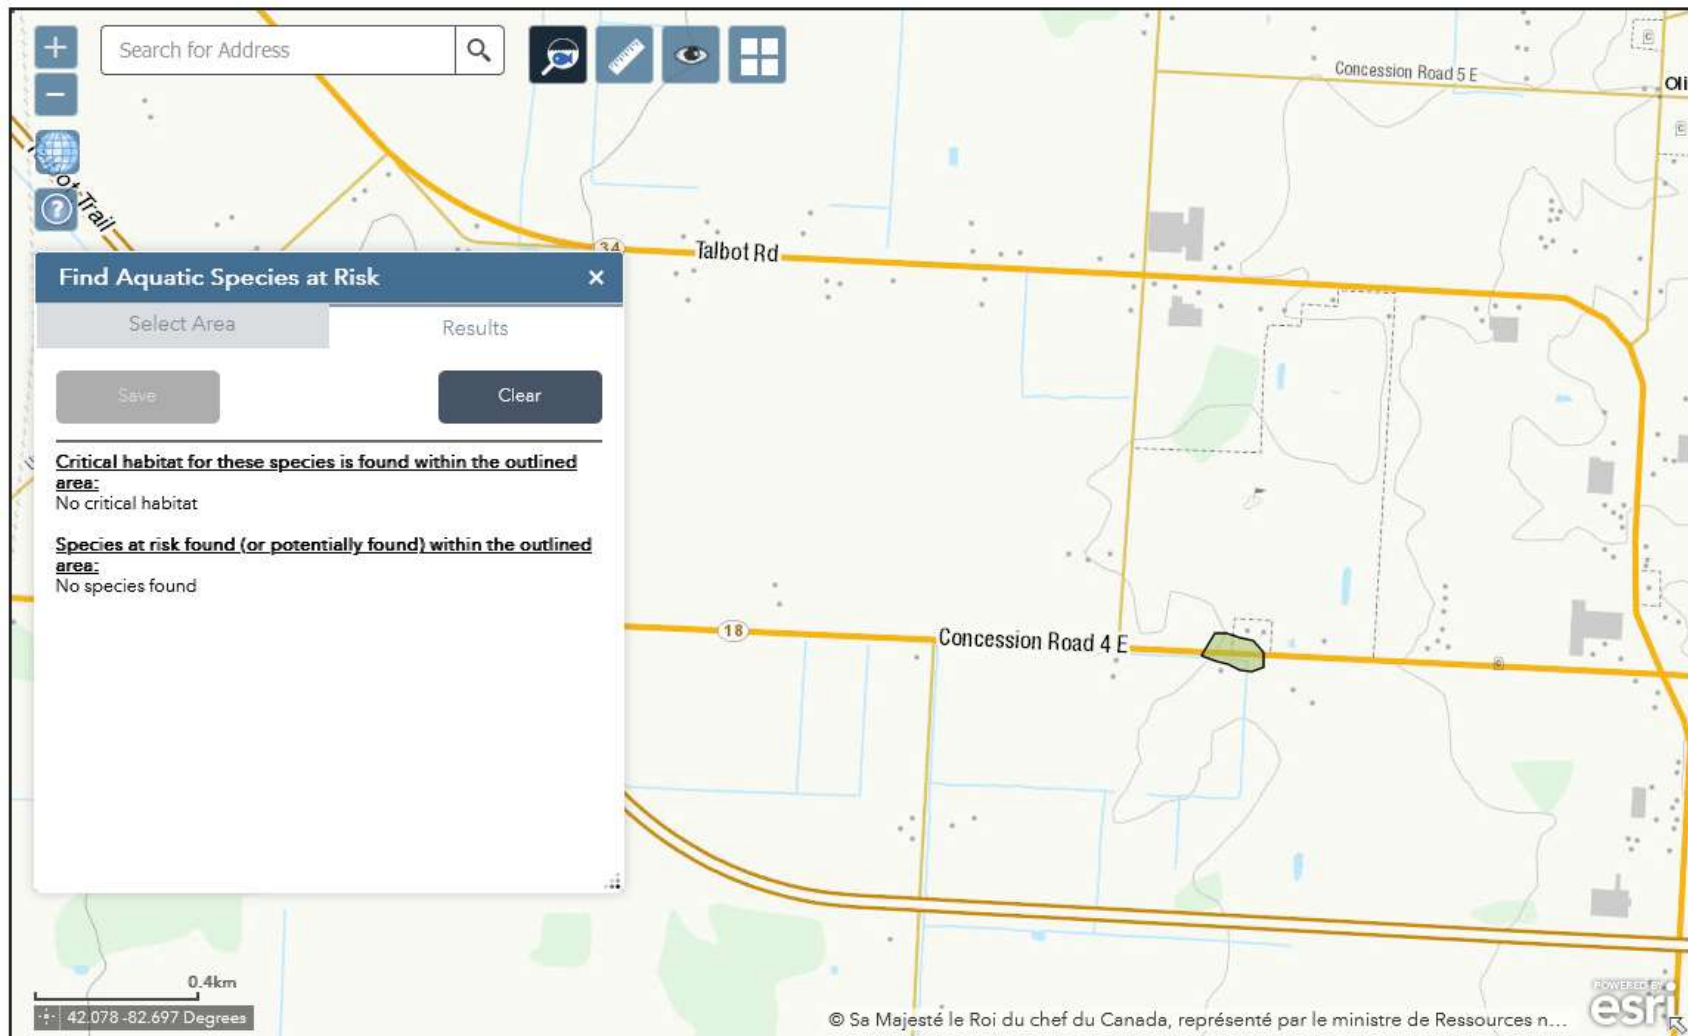 Search for Address
Concession Road 5 E
C
Oli
C
ot Trail
34
Talbot Rd
Find Aquatic Species at Risk
Select Area
Results
Save
Clear
Critical habitat for these species is found within the outlined
area:
No critical habitat
Species at risk found (or potentially found) within the outlined
area:
No species found
18
Concession Road 4 E
C
0.4km
42.078 -82.697 Degrees
© Sa Majesté le Roi du chef du Canada, représenté par le ministre de Ressources n...
POWERED BY
esri